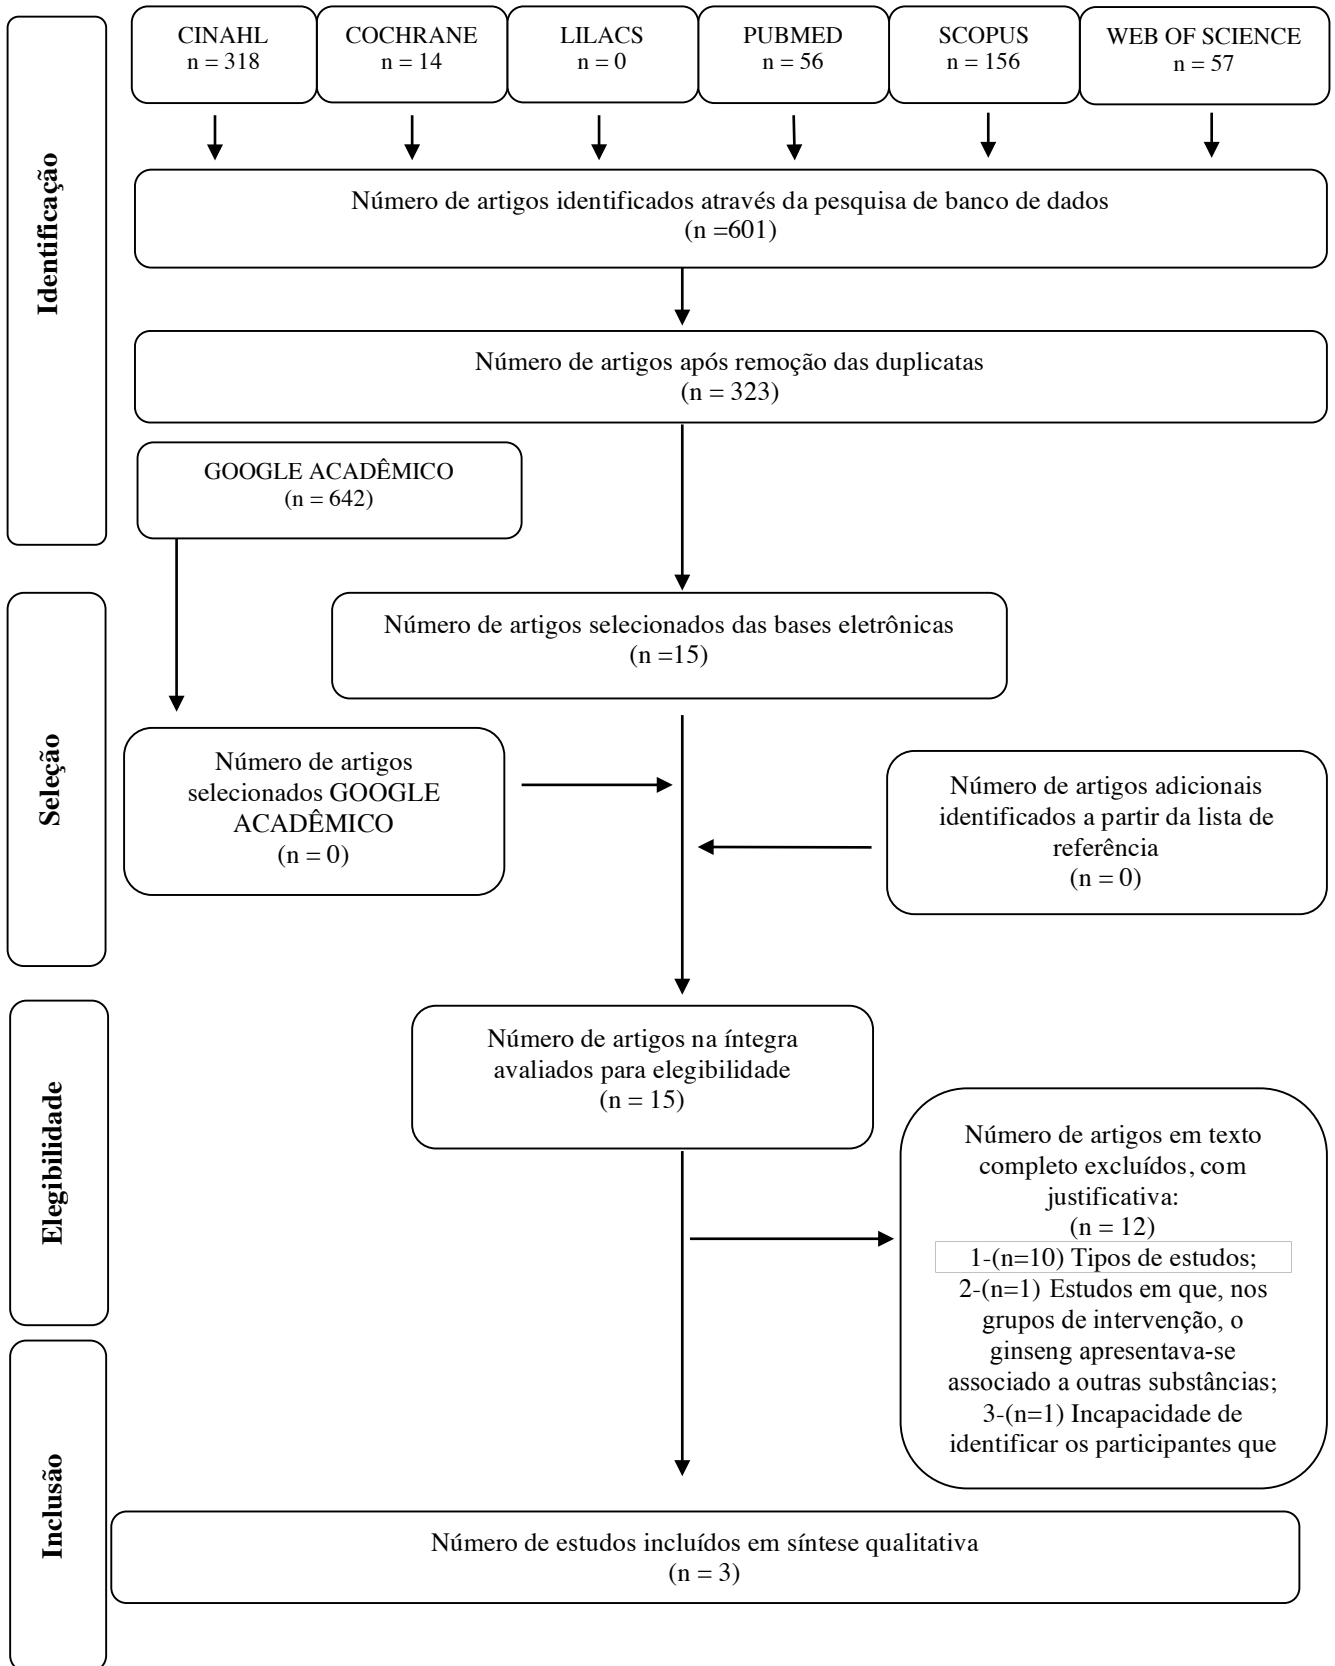 Identificação
CINAHL
n = 318
COCHRANE
n = 14
LILACS
n = 0
PUBMED
n = 56
SCOPUS
n = 156
WEB OF SCIENCE
n = 57
Número de artigos identificados através da pesquisa de banco de dados
(n =601)
Número de artigos após remoção das duplicatas
(n = 323)
GOOGLE ACADÊMICO
(n = 642)
Seleção
Número de artigos selecionados das bases eletrônicas
(n =15)
Número de artigos
selecionados GOOGLE
ACADÊMICO
(n = 0)
Número de artigos adicionais
identificados a partir da lista de
referência
(n = 0)
Elegibilidade
Número de artigos na íntegra
avaliados para elegibilidade
(n = 15)
Número de artigos em texto
completo excluídos, com
justificativa:
(n = 12)
1-(n=10) Tipos de estudos;
2-(n=1) Estudos em que, nos
grupos de intervenção, o
ginseng apresentava-se
associado a outras substâncias;
3-(n=1) Incapacidade de
identificar os participantes que
Inclusão
Número de estudos incluídos em síntese qualitativa
(n = 3)